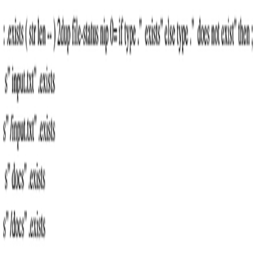 : .exists ( str len -- ) 2dup file-status nip 0= if type ." exists" else type ." does not exist" then ;
s" input.txt" .exists
s" /input.txt" .exists
s" docs" .exists
s" /docs" .exists